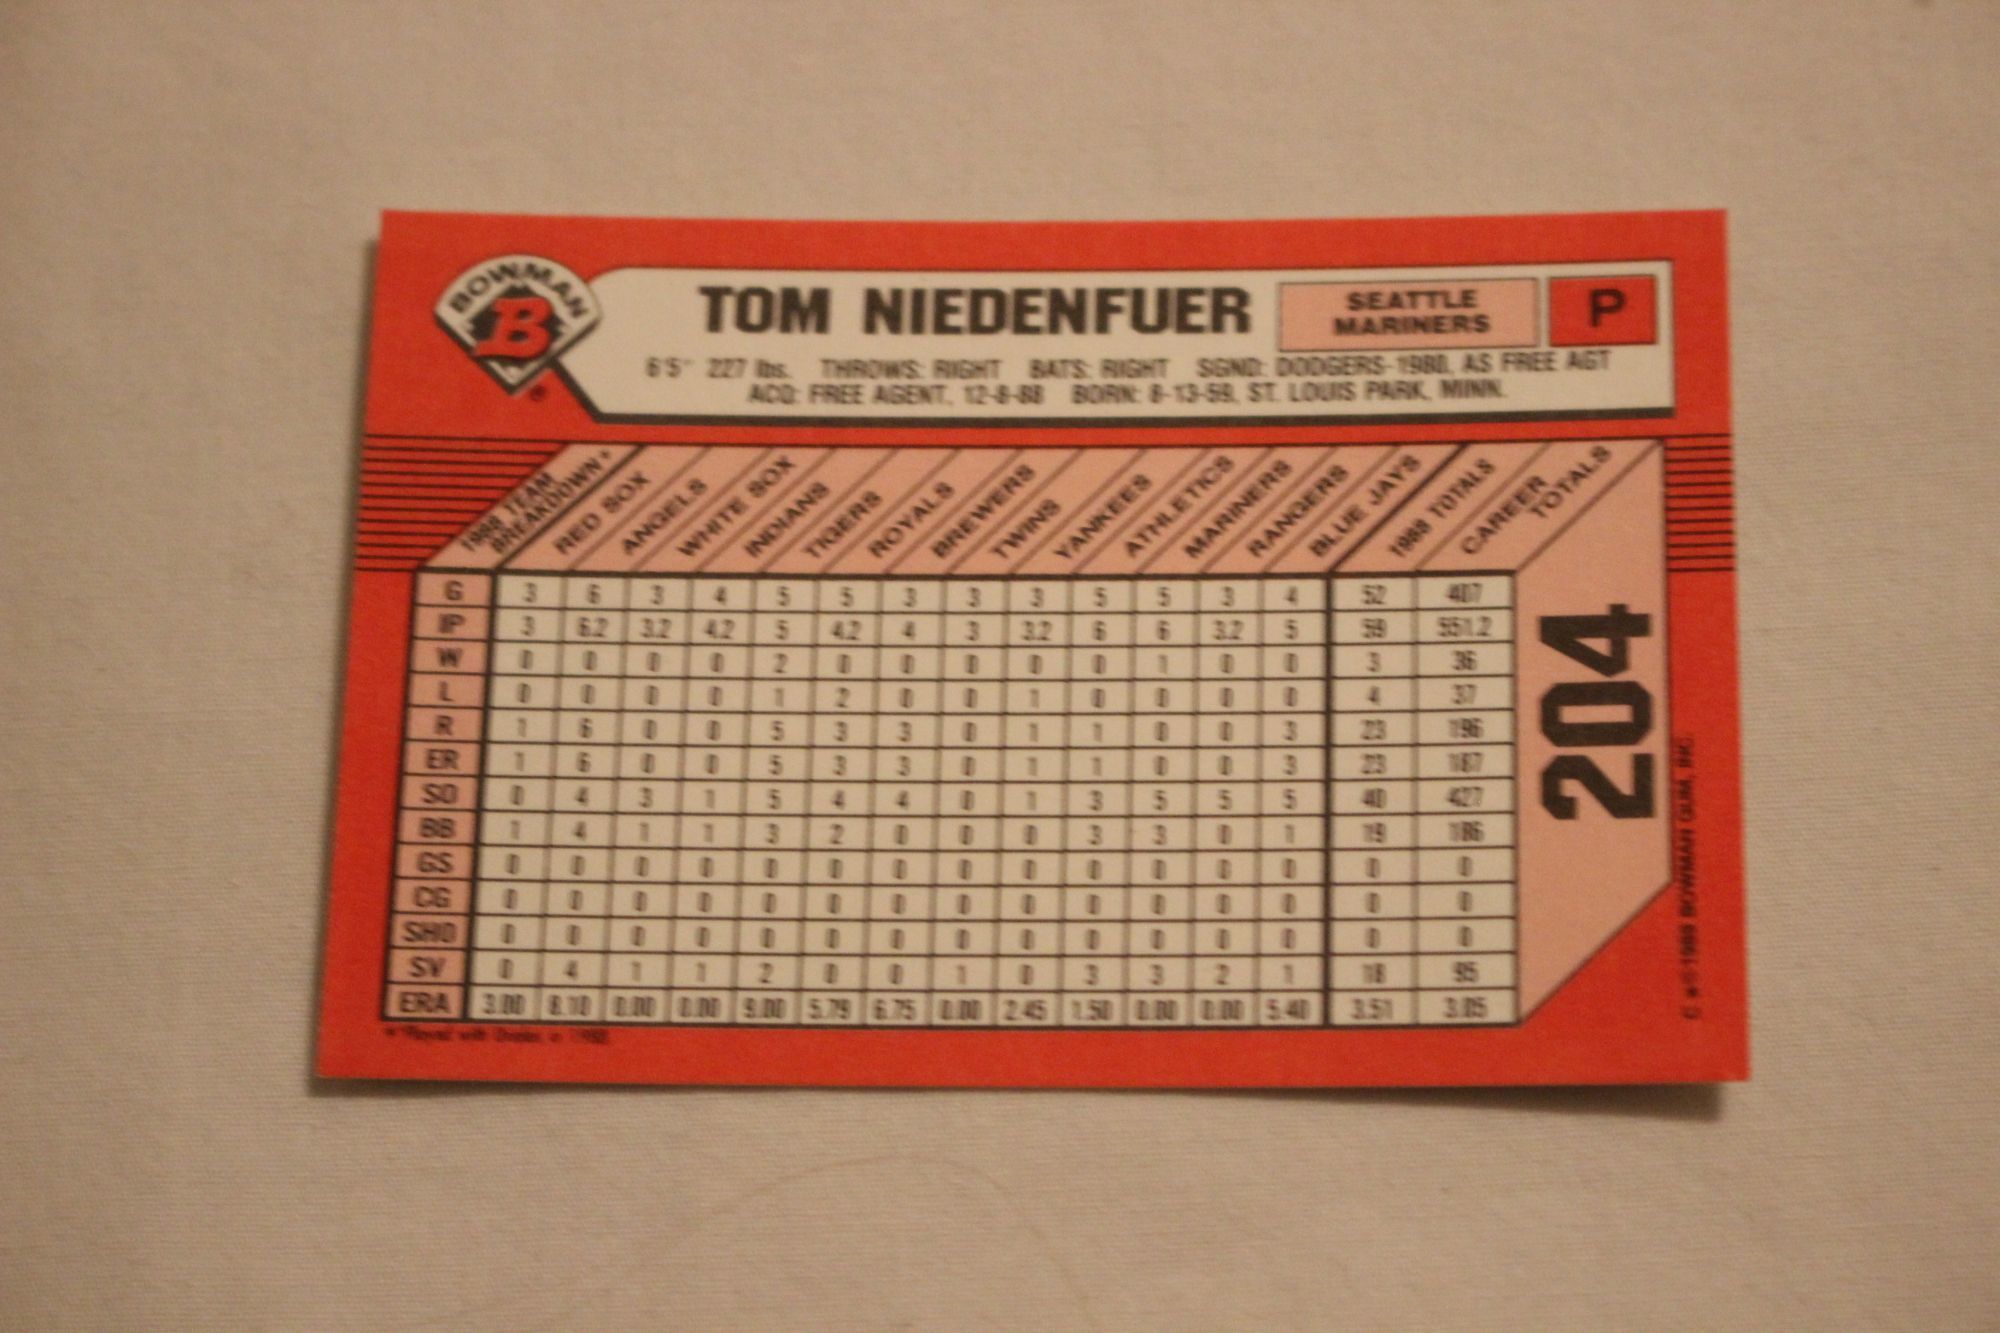 BOWMAN
B
TOM NIEDENFUER
SEATTLE
MARINERS
P
6'5" 227 lbs. THROWS: RIGHT BATS: RIGHT SGND: DODGERS-1980, AS FREE AGT
ACQ: FREE AGENT, 12-8-88 BORN: 8-13-59, ST. LOUIS PARK, MINN.
1988 TEAM BREAKDOWN* RED SOX ANGELS WHITE SOX INDIANS TIGERS ROYALS BREWERS TWINS YANKEES ATHLETICS MARINERS RANGERS BLUE JAYS 1988 TOTALS CAREER TOTALS
G 3 6 3 4 5 5 3 3 3 5 5 3 4 52 407
IP 3 6.2 3.2 4.2 5 4.2 4 3 3.2 6 6 3.2 5 59 551.2
W 0 0 0 0 2 0 0 0 0 0 1 0 0 3 36
L 0 0 0 0 1 2 0 0 1 0 0 0 0 4 37
R 1 6 0 0 5 3 3 0 1 1 0 0 3 23 196
ER 1 6 0 0 5 3 3 0 1 1 0 0 3 23 187
SO 0 4 3 1 5 4 4 0 1 3 5 5 5 40 427
BB 1 4 1 1 3 2 0 0 0 3 3 0 1 19 186
GS 0 0 0 0 0 0 0 0 0 0 0 0 0 0 0
CG 0 0 0 0 0 0 0 0 0 0 0 0 0 0 0
SHO 0 0 0 0 0 0 0 0 0 0 0 0 0 0 0
SV 0 4 1 1 2 0 0 1 0 3 3 2 1 18 95
ERA 3.00 8.10 0.00 0.00 9.00 5.79 6.75 0.00 2.45 1.50 0.00 0.00 5.40 3.51 3.05
204
©1989 BOWMAN GUM, INC.
*Played with Orioles in 1988.